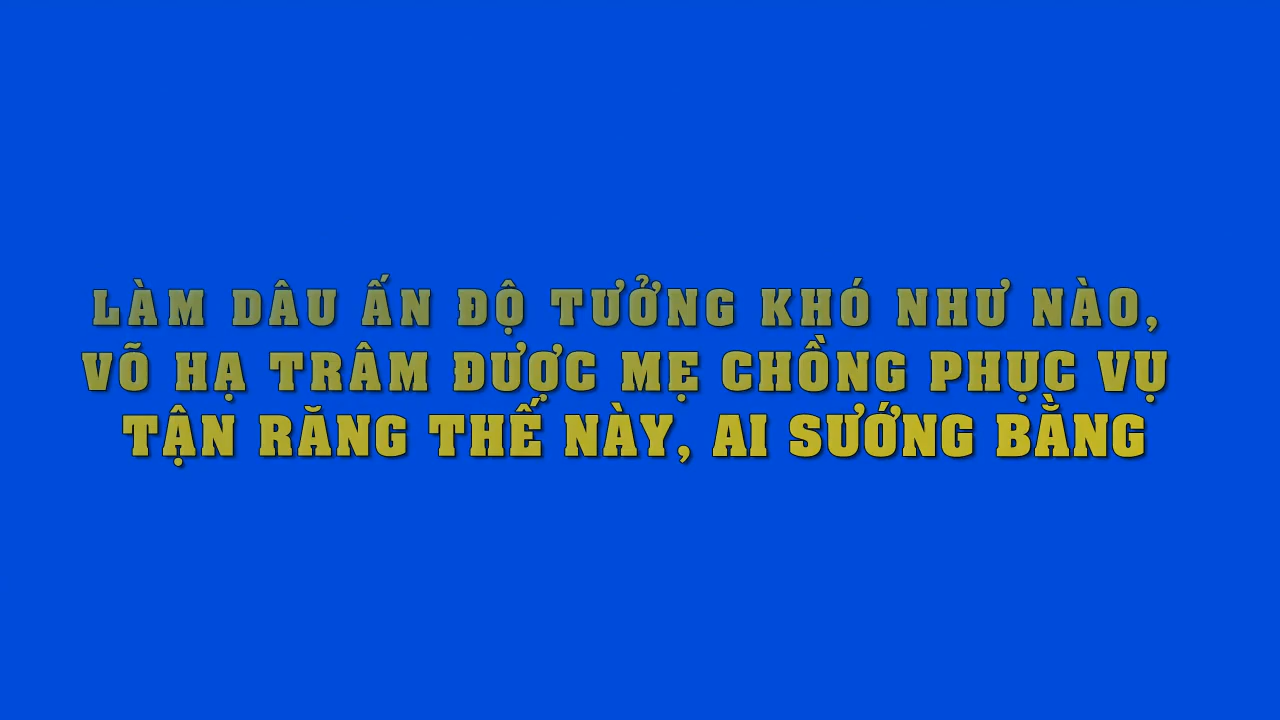 LÀM DÂU ẤN ĐỘ TƯỞNG KHÓ NHƯ NÀO,
VÕ HẠ TRÂM ĐƯỢC MẸ CHỒNG PHỤC VỤ
TẬN RĂNG THẾ NÀY, AI SƯỚNG BẰNG